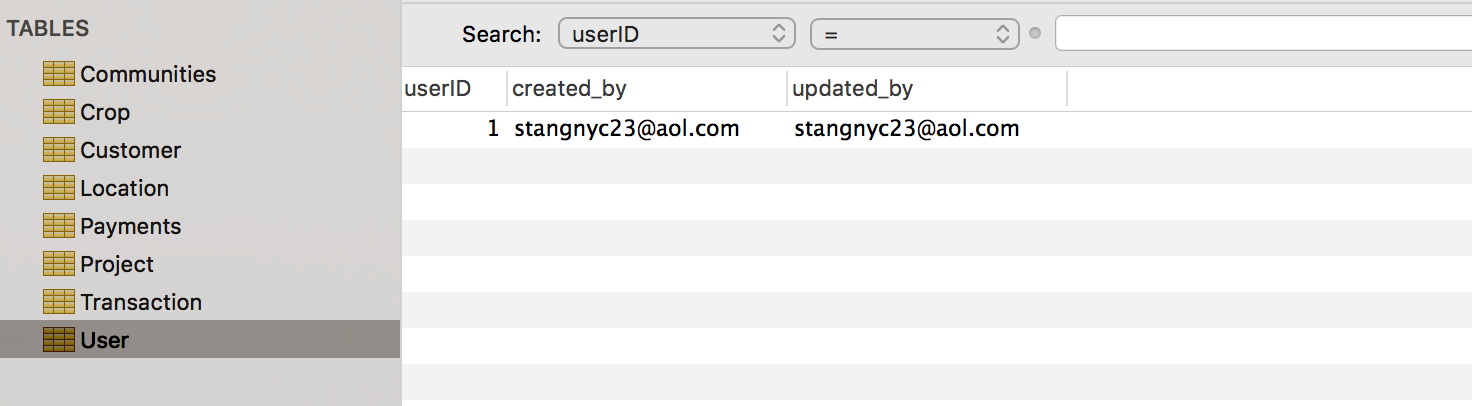 TABLES
Communities
Crop
Customer
Location
Payments
Project
Transaction
User
Search: userID =
userID created_by updated_by
1 stangnyc23@aol.com stangnyc23@aol.com